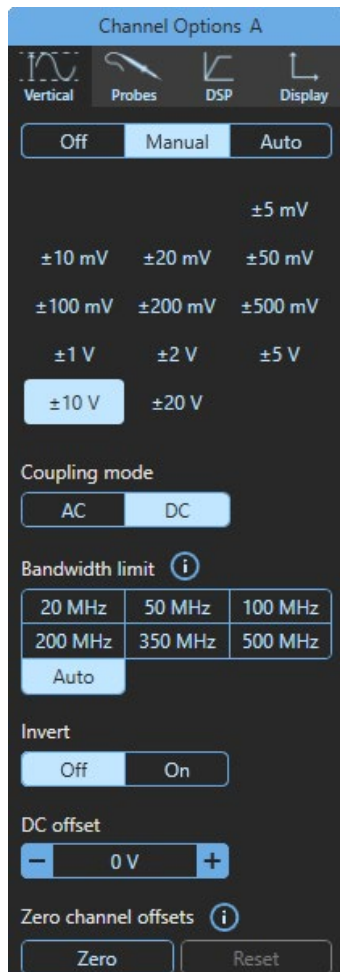 Channel Options A
Vertical Probes DSP Display
Off Manual Auto
±5 mV
±10 mV ±20 mV ±50 mV
±100 mV ±200 mV ±500 mV
±1 V ±2 V ±5 V
±10 V ±20 V
Coupling mode
AC DC
Bandwidth limit i
20 MHz 50 MHz 100 MHz
200 MHz 350 MHz 500 MHz
Auto
Invert
Off On
DC offset
− 0 V +
Zero channel offsets i
Zero Reset